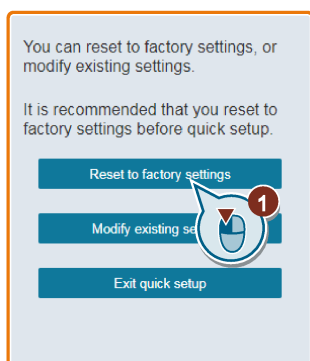 You can reset to factory settings, or
modify existing settings.
It is recommended that you reset to
factory settings before quick setup.
Reset to factory settings
1
Modify existing
Exit quick setup